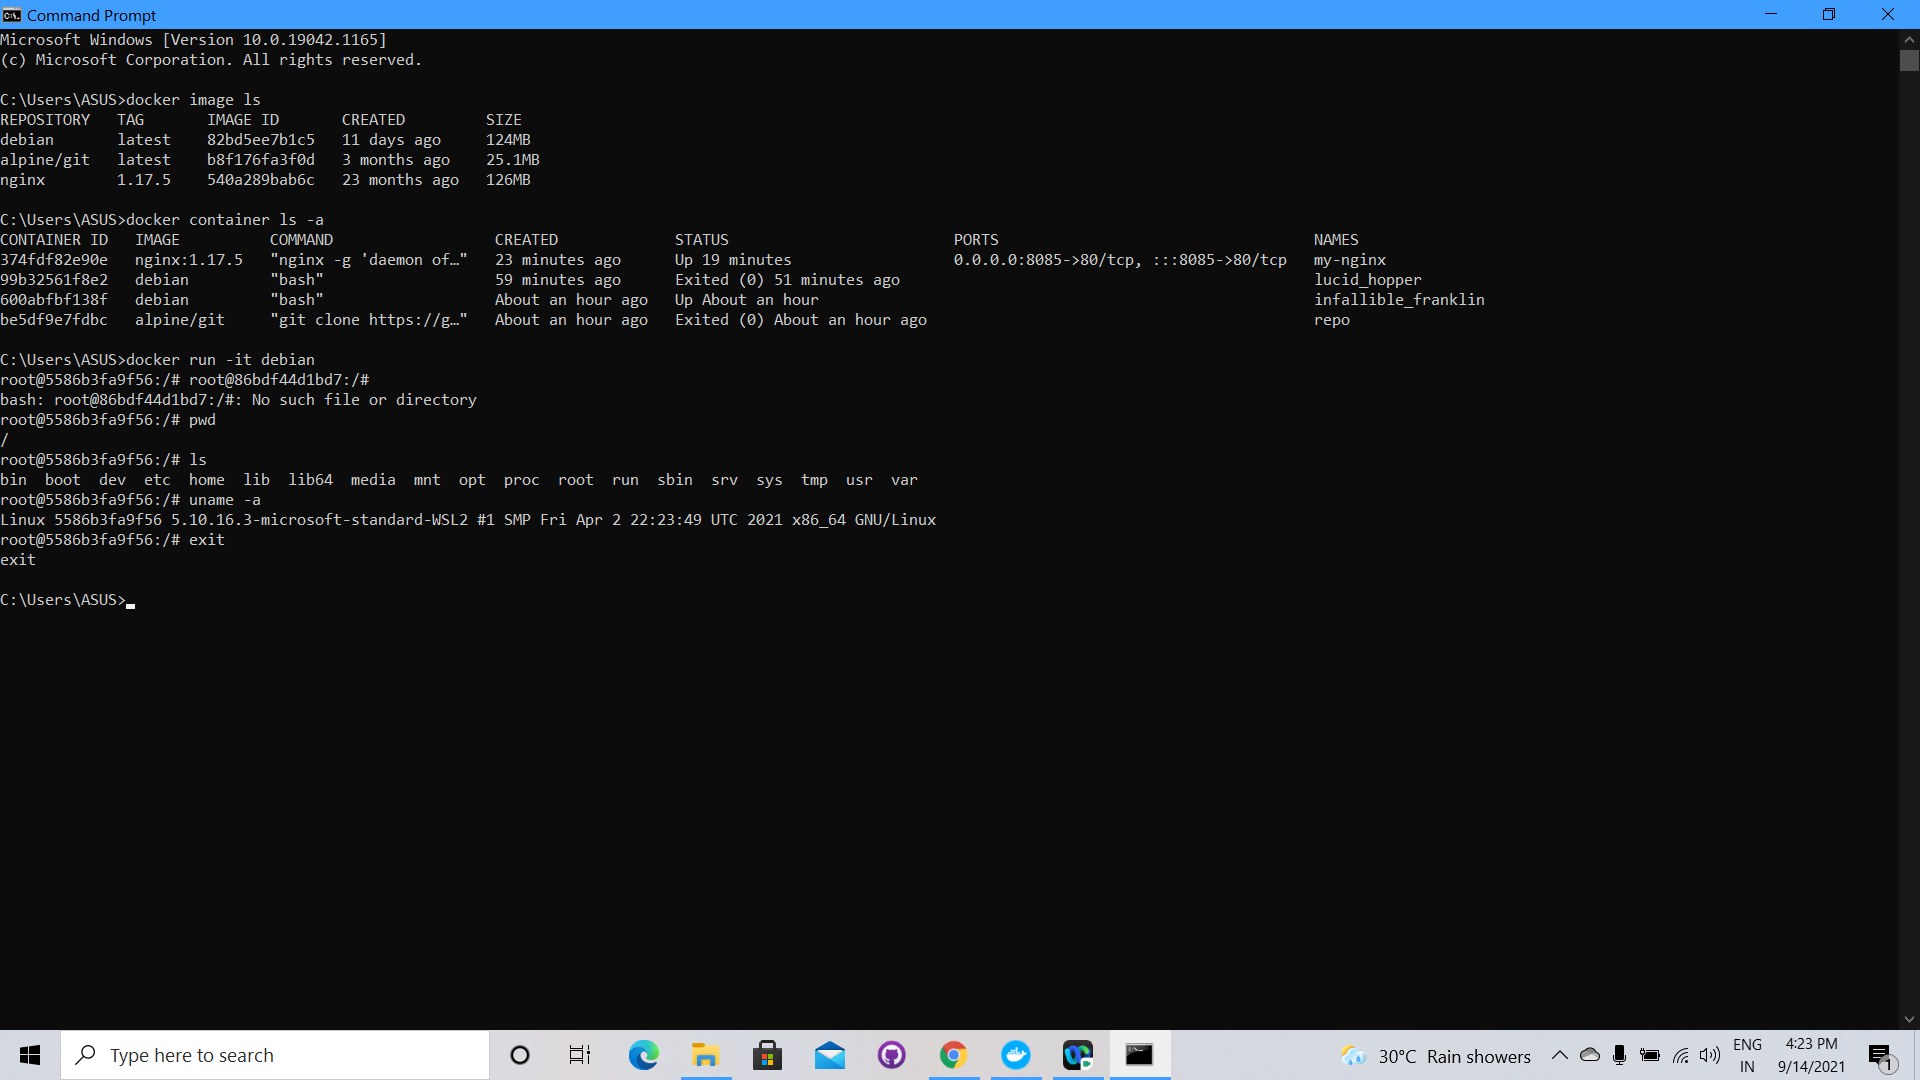 Command Prompt
Microsoft Windows [Version 10.0.19042.1165]
(c) Microsoft Corporation. All rights reserved.
C:\Users\ASUS>docker image ls
REPOSITORY   TAG       IMAGE ID       CREATED         SIZE
debian       latest    82bd5ee7b1c5   11 days ago     124MB
alpine/git   latest    b8f176fa3f0d   3 months ago    25.1MB
nginx        1.17.5    540a289bab6c   23 months ago   126MB
C:\Users\ASUS>docker container ls -a
CONTAINER ID   IMAGE          COMMAND                  CREATED             STATUS                         PORTS                                   NAMES
374fdf82e90e   nginx:1.17.5   "nginx -g 'daemon of…"   23 minutes ago      Up 19 minutes                  0.0.0.0:8085->80/tcp, :::8085->80/tcp   my-nginx
99b32561f8e2   debian         "bash"                   59 minutes ago      Exited (0) 51 minutes ago                                              lucid_hopper
600abfbf138f   debian         "bash"                   About an hour ago   Up About an hour                                                       infallible_franklin
be5df9e7fdbc   alpine/git     "git clone https://g…"   About an hour ago   Exited (0) About an hour ago                                           repo
C:\Users\ASUS>docker run -it debian
root@5586b3fa9f56:/# root@86bdf44d1bd7:/#
bash: root@86bdf44d1bd7:/#: No such file or directory
root@5586b3fa9f56:/# pwd
/
root@5586b3fa9f56:/# ls
bin  boot  dev  etc  home  lib  lib64  media  mnt  opt  proc  root  run  sbin  srv  sys  tmp  usr  var
root@5586b3fa9f56:/# uname -a
Linux 5586b3fa9f56 5.10.16.3-microsoft-standard-WSL2 #1 SMP Fri Apr 2 22:23:49 UTC 2021 x86_64 GNU/Linux
root@5586b3fa9f56:/# exit
exit
C:\Users\ASUS>
Type here to search
30°C Rain showers
ENG
IN
4:23 PM
9/14/2021
1